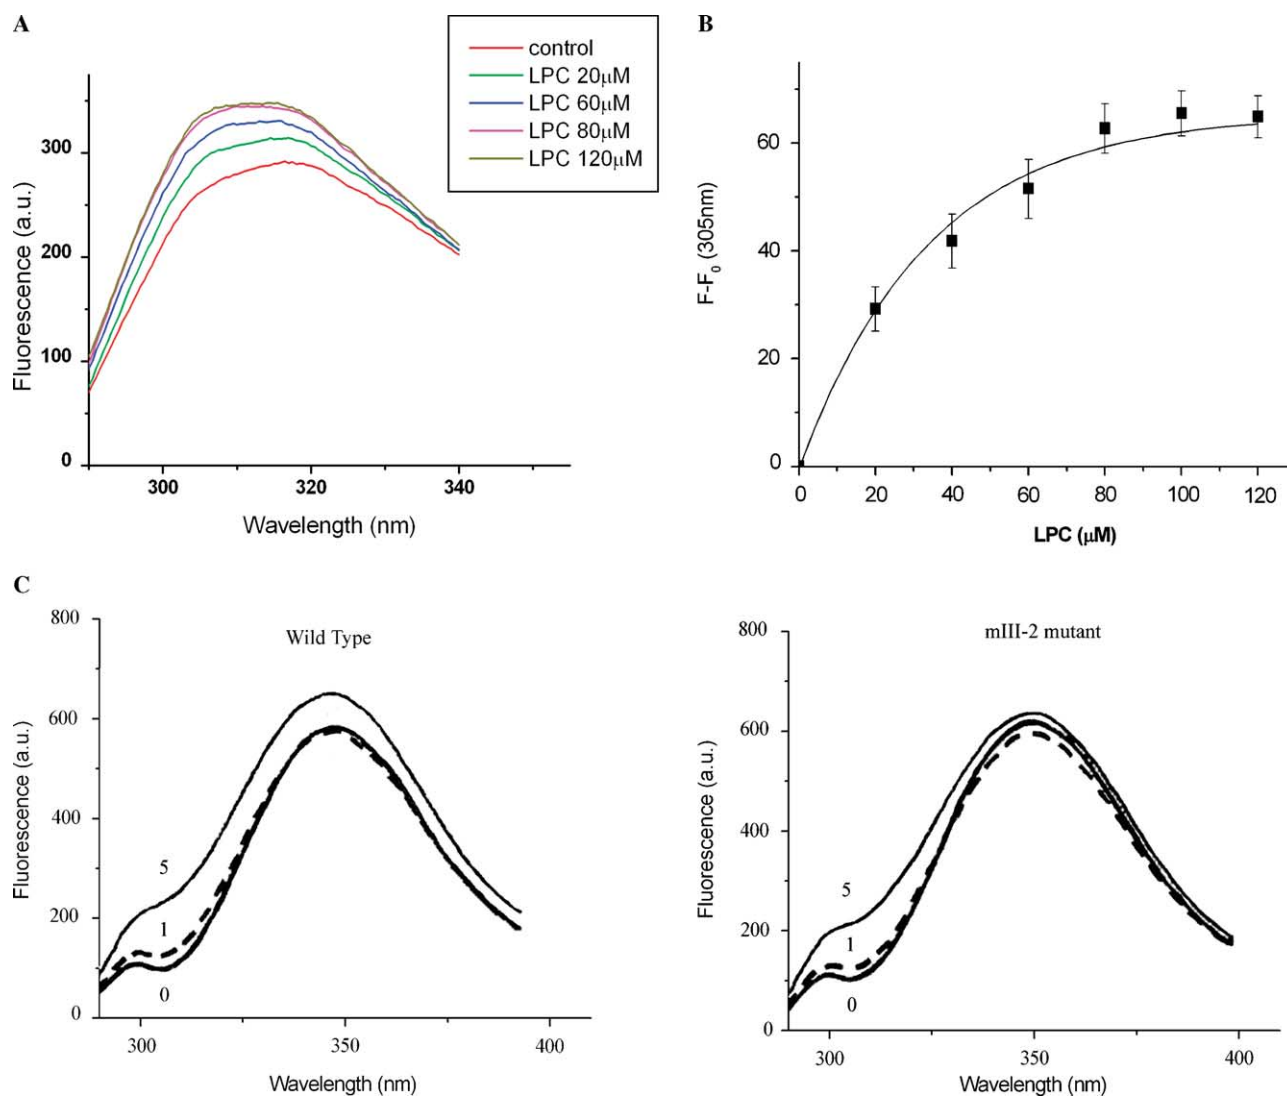 A
control
LPC 20μM
LPC 60μM
LPC 80μM
LPC 120μM
Fluorescence (a.u.)
300
200
100
0
300
320
340
Wavelength (nm)
B
F-F0 (305nm)
60
40
20
0
0
20
40
60
80
100
120
LPC (μM)
C
Wild Type
Fluorescence (a.u.)
800
600
400
200
0
5
1
0
300
350
400
Wavelength (nm)
mIII-2 mutant
Fluorescence (a.u.)
800
600
400
200
0
5
1
0
300
350
400
Wavelength (nm)